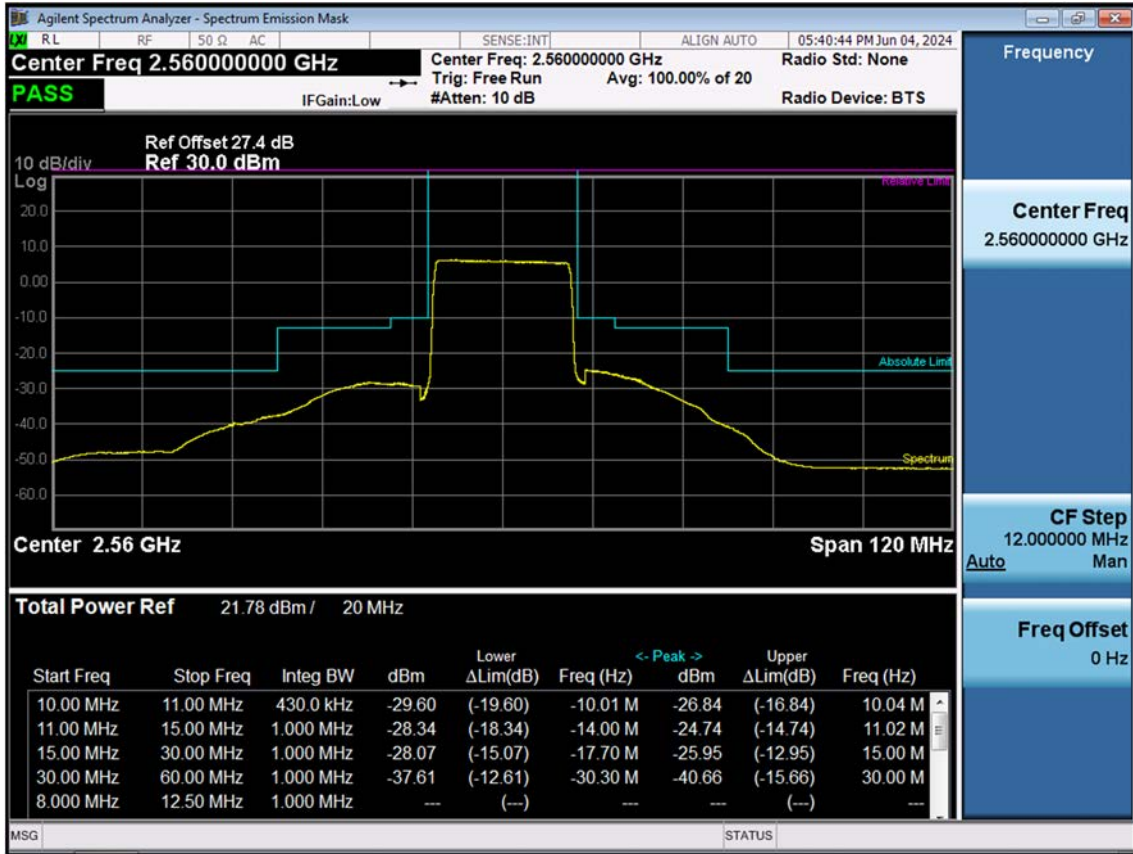 Agilent Spectrum Analyzer - Spectrum Emission Mask
LXI RL RF 50 Ω AC SENSE:INT ALIGN AUTO 05:40:44 PM Jun 04, 2024
Center Freq 2.560000000 GHz
PASS
IFGain:Low
Center Freq: 2.560000000 GHz
Trig: Free Run Avg: 100.00% of 20
#Atten: 10 dB
Radio Std: None
Radio Device: BTS
Ref Offset 27.4 dB
10 dB/div Ref 30.0 dBm
Log
Relative Limit
20.0
10.0
0.00
-10.0
-20.0
Absolute Limit
-30.0
-40.0
-50.0
Spectrum
-60.0
Center 2.56 GHz Span 120 MHz
Total Power Ref 21.78 dBm / 20 MHz
Lower <- Peak -> Upper
Start Freq Stop Freq Integ BW dBm ΔLim(dB) Freq (Hz) dBm ΔLim(dB) Freq (Hz)
10.00 MHz 11.00 MHz 430.0 kHz -29.60 (-19.60) -10.01 M -26.84 (-16.84) 10.04 M
11.00 MHz 15.00 MHz 1.000 MHz -28.34 (-18.34) -14.00 M -24.74 (-14.74) 11.02 M
15.00 MHz 30.00 MHz 1.000 MHz -28.07 (-15.07) -17.70 M -25.95 (-12.95) 15.00 M
30.00 MHz 60.00 MHz 1.000 MHz -37.61 (-12.61) -30.30 M -40.66 (-15.66) 30.00 M
8.000 MHz 12.50 MHz 1.000 MHz --- (---) --- --- (---) ---
MSG STATUS
Frequency
Center Freq
2.560000000 GHz
CF Step
12.000000 MHz
Auto Man
Freq Offset
0 Hz